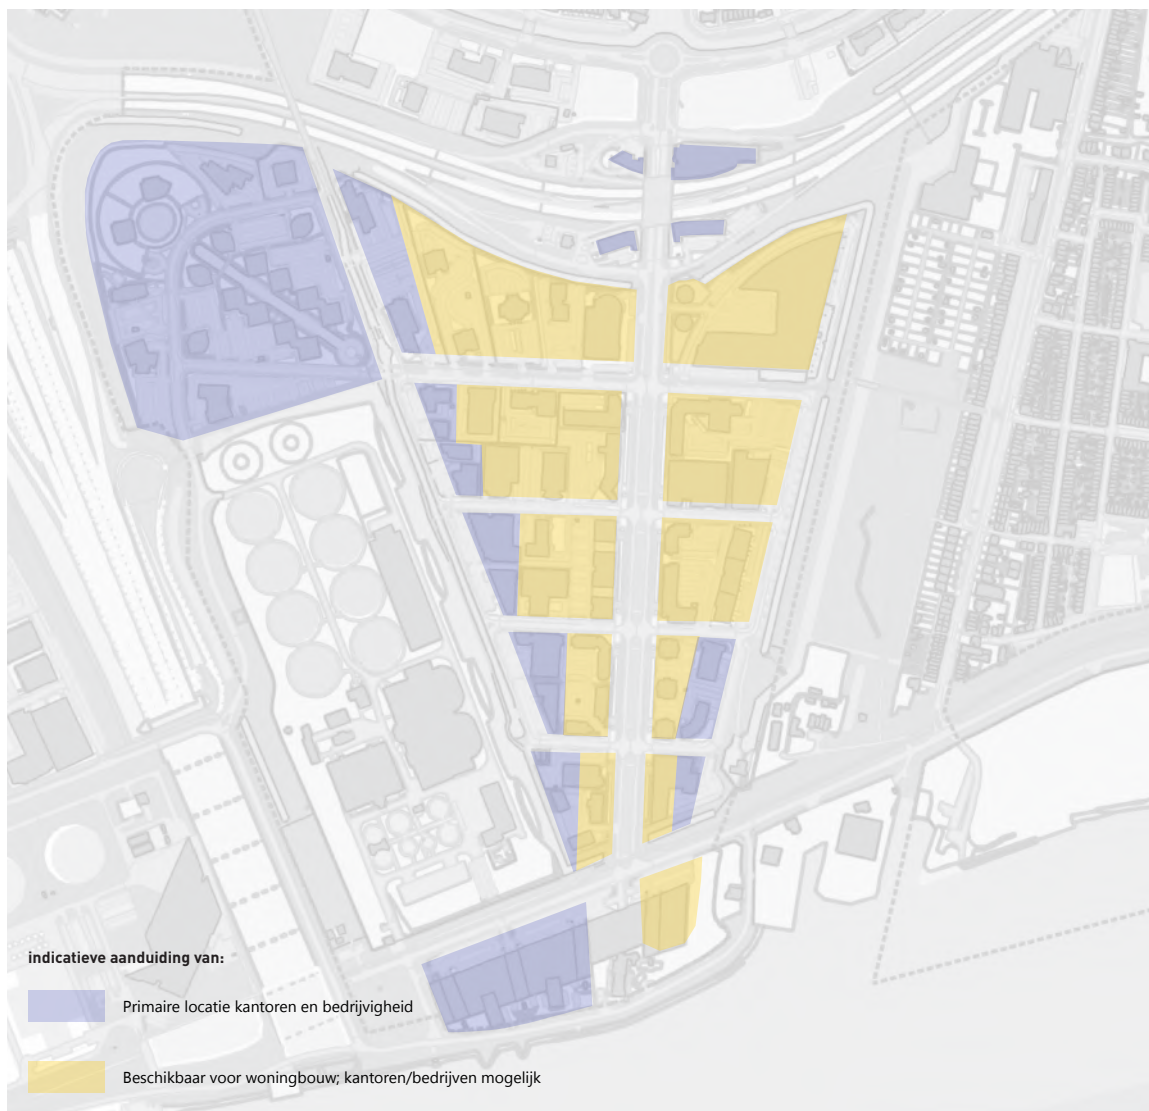 indicatieve aanduiding van:
Primaire locatie kantoren en bedrijvigheid
Beschikbaar voor woningbouw; kantoren/bedrijven mogelijk